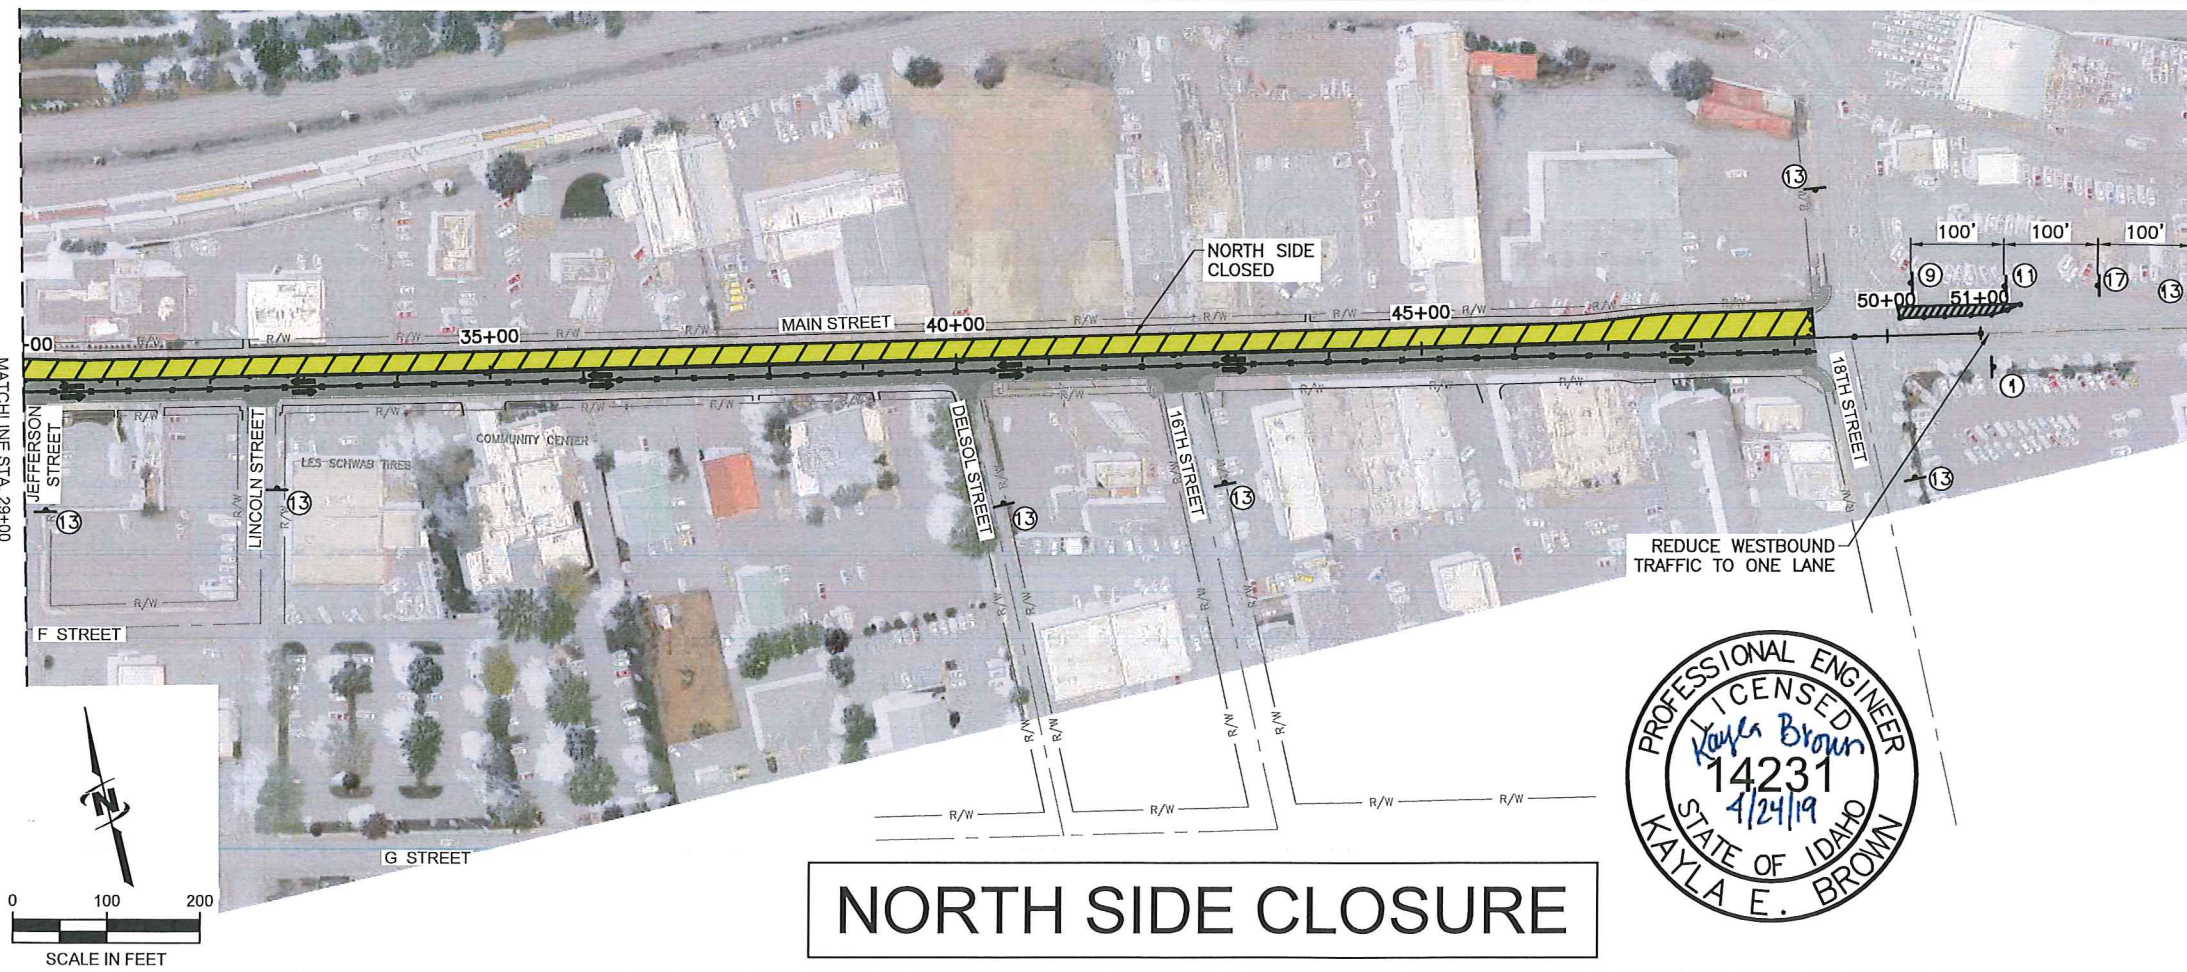 NORTH SIDE
CLOSED
13
100'
100'
100'
9
11
17
13
50+00
51+00
-00
R/W
R/W
R/W
35+00
R/W
R/W
MAIN STREET
40+00
R/W
R/W
R/W
45+00
R/W
R/W
R/W
R/W
1
MATCHLINE STA. 29+00
JEFFERSON
STREET
R/W
LINCOLN STREET
R/W
R/W
R/W
R/W
R/W
R/W
R/W
COMMUNITY CENTER
LES SCHWAB TIRES
DELSOL STREET
16TH STREET
18TH STREET
R/W
R/W
R/W
R/W
R/W
13
13
13
13
13
REDUCE WESTBOUND
TRAFFIC TO ONE LANE
R/W
R/W
R/W
R/W
R/W
R/W
F STREET
R/W
R/W
R/W
R/W
R/W
R/W
R/W
R/W
G STREET
N
0 100 200
SCALE IN FEET
NORTH SIDE CLOSURE
PROFESSIONAL ENGINEER
LICENSED
Kayla Brown
14231
4/24/19
STATE OF IDAHO
KAYLA E. BROWN